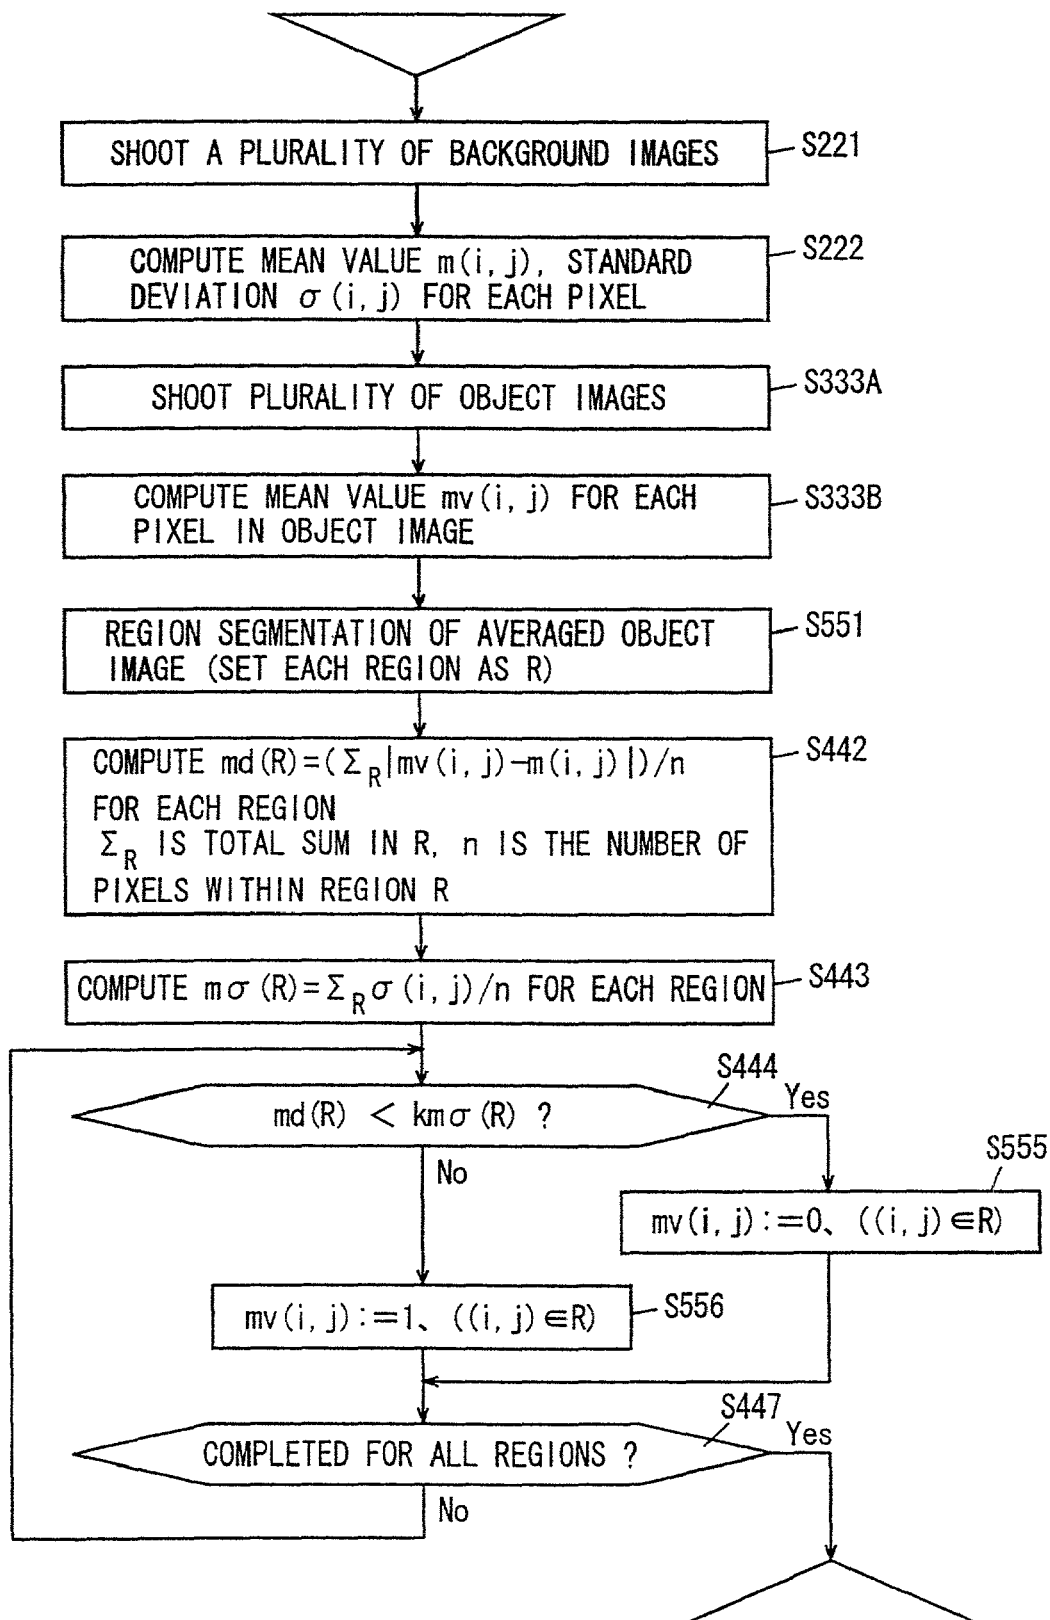 SHOOT A PLURALITY OF BACKGROUND IMAGES
S221
COMPUTE MEAN VALUE m(i, j), STANDARD
DEVIATION σ(i, j) FOR EACH PIXEL
S222
SHOOT PLURALITY OF OBJECT IMAGES
S333A
COMPUTE MEAN VALUE mv(i, j) FOR EACH
PIXEL IN OBJECT IMAGE
S333B
REGION SEGMENTATION OF AVERAGED OBJECT
IMAGE (SET EACH REGION AS R)
S551
COMPUTE md(R)=(Σ_R|mv(i, j)-m(i, j)|)/n
FOR EACH REGION
Σ_R IS TOTAL SUM IN R, n IS THE NUMBER OF
PIXELS WITHIN REGION R
S442
COMPUTE mσ(R)=Σ_Rσ(i, j)/n FOR EACH REGION
S443
S444
md(R) < kmσ(R) ?
Yes
No
S555
mv(i, j):=0、((i, j)∈R)
mv(i, j):=1、((i, j)∈R)
S556
S447
COMPLETED FOR ALL REGIONS ?
Yes
No